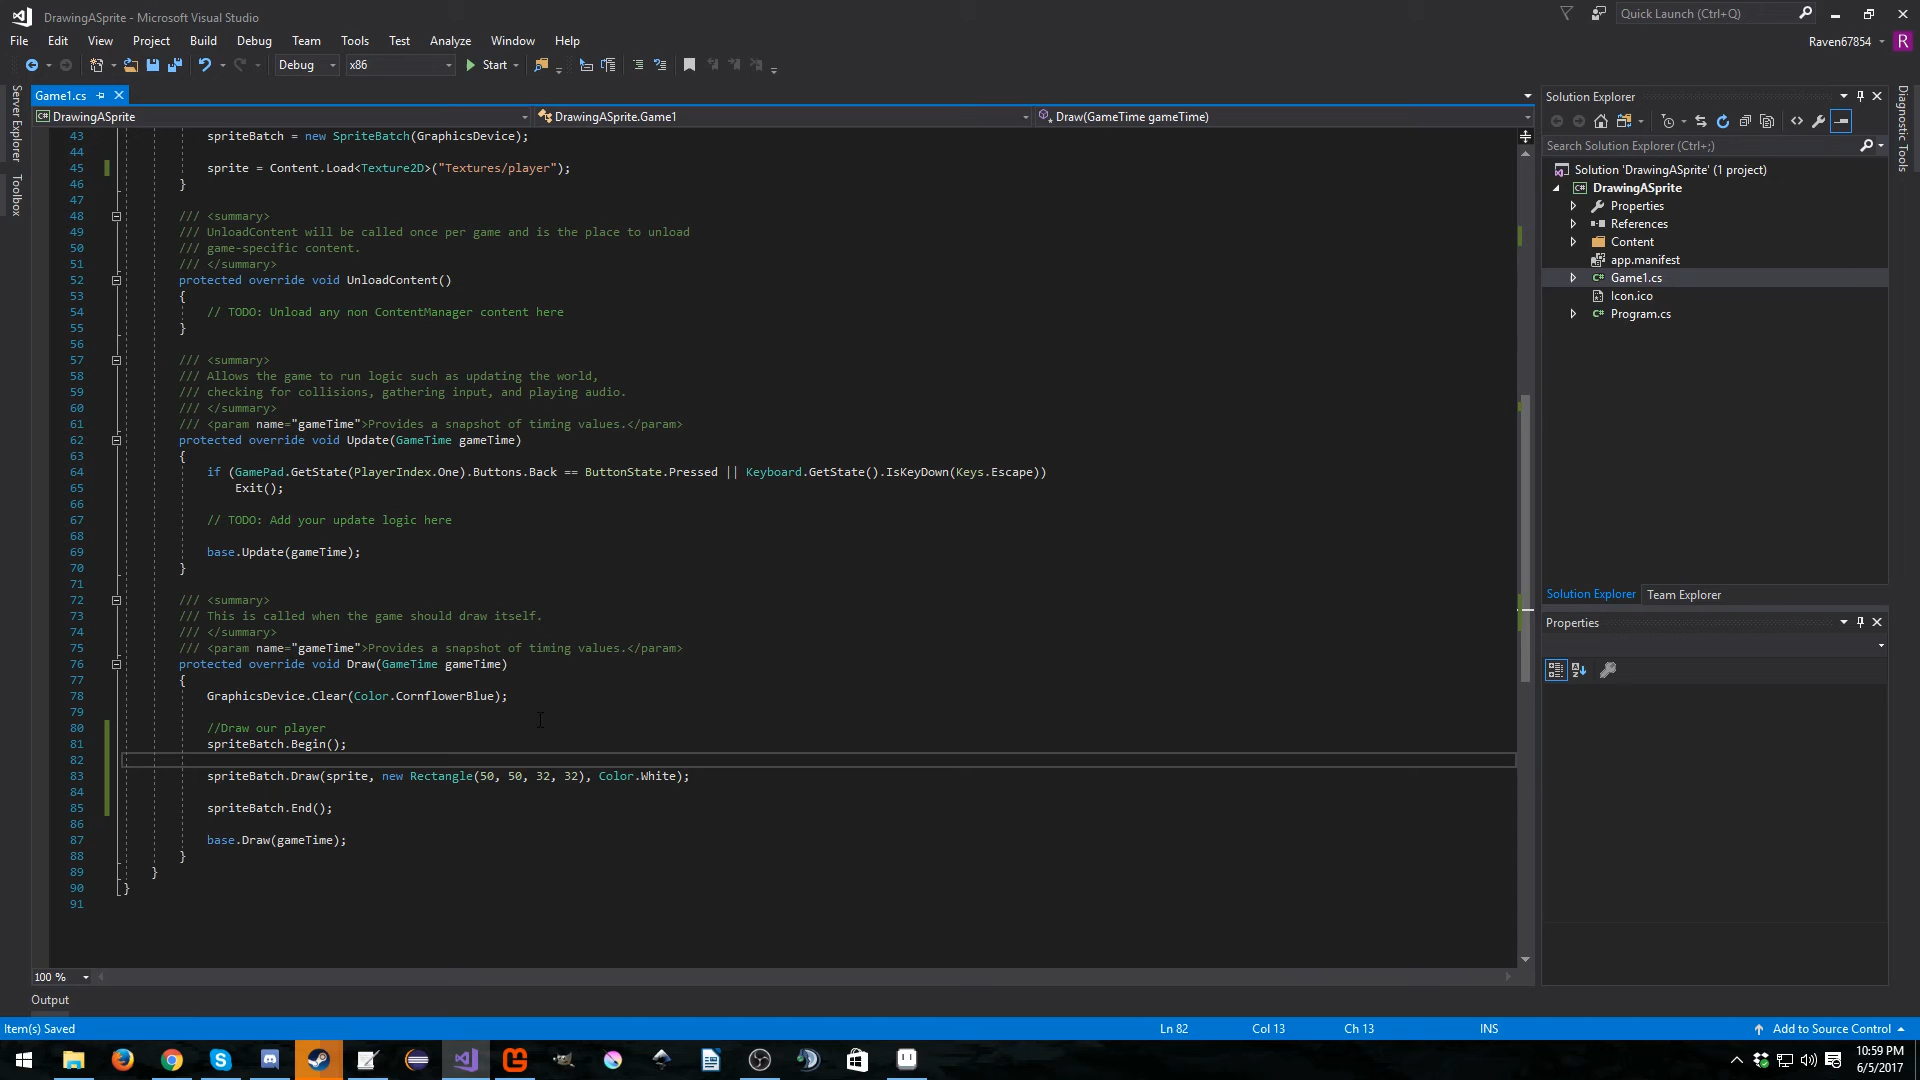 DrawingASprite - Microsoft Visual Studio
Quick Launch (Ctrl+Q)
File Edit View Project Build Debug Team Tools Test Analyze Window Help
Raven67854
R
Debug x86 Start
Server Explorer
Toolbox
Game1.cs
DrawingASprite DrawingASprite.Game1 Draw(GameTime gameTime)
43 spriteBatch = new SpriteBatch(GraphicsDevice);
44
45 sprite = Content.Load<Texture2D>("Textures/player");
46 }
47
48 /// <summary>
49 /// UnloadContent will be called once per game and is the place to unload
50 /// game-specific content.
51 /// </summary>
52 protected override void UnloadContent()
53 {
54 // TODO: Unload any non ContentManager content here
55 }
56
57 /// <summary>
58 /// Allows the game to run logic such as updating the world,
59 /// checking for collisions, gathering input, and playing audio.
60 /// </summary>
61 /// <param name="gameTime">Provides a snapshot of timing values.</param>
62 protected override void Update(GameTime gameTime)
63 {
64 if (GamePad.GetState(PlayerIndex.One).Buttons.Back == ButtonState.Pressed || Keyboard.GetState().IsKeyDown(Keys.Escape))
65 Exit();
66
67 // TODO: Add your update logic here
68
69 base.Update(gameTime);
70 }
71
72 /// <summary>
73 /// This is called when the game should draw itself.
74 /// </summary>
75 /// <param name="gameTime">Provides a snapshot of timing values.</param>
76 protected override void Draw(GameTime gameTime)
77 {
78 GraphicsDevice.Clear(Color.CornflowerBlue);
79
80 //Draw our player
81 spriteBatch.Begin();
82
83 spriteBatch.Draw(sprite, new Rectangle(50, 50, 32, 32), Color.White);
84
85 spriteBatch.End();
86
87 base.Draw(gameTime);
88 }
89 }
90 }
91
100 %
Output
Solution Explorer
Search Solution Explorer (Ctrl+;)
Solution 'DrawingASprite' (1 project)
DrawingASprite
Properties
References
Content
app.manifest
Game1.cs
Icon.ico
Program.cs
Solution Explorer Team Explorer
Properties
Diagnostic Tools
Item(s) Saved Ln 82 Col 13 Ch 13 INS Add to Source Control
10:59 PM
6/5/2017